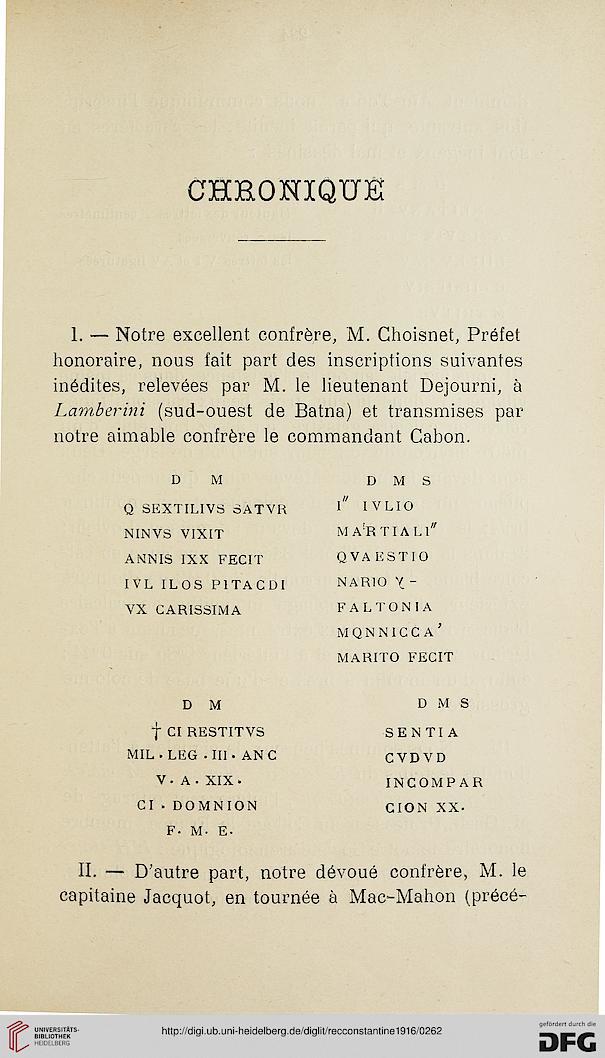 CHRONIQUE
I. — Notre excellent confrère, M. Choisnet, Préfet
honoraire, nous fait part des inscriptions suivantes
inédites, relevées par M. le lieutenant Dejourni, à
Lamberini (sud-ouest de Batna) et transmises par
notre aimable confrère le commandant Cabon.
D M
Q SEXTILIVS SATVR
NINVS VIXIT
ANNIS IXX FECIT
IVL ILOS PITACDI
VX CARISSIMA
D M S
I″ IVLIO
MARTIALI″
QVAESTIO
NARIO
FALTONIA
MQNNICCA’
MARITO FECIT
D M
† CI RESTITVS
MIL. LEG . III. ANC
V. A. XIX.
CI . DOMNION
F. M. E.
D M S
SENTIA
CVDVD
INCOMPAR
CION XX.
II. — D'autre part, notre dévoué confrère, M. le
capitaine Jacquot, en tournée à Mac-Mahon (précé-
UNIVERSITÄTS-
BIBLIOTHEK
HEIDELBERG
http://digi.ub.uni-heidelberg.de/diglit/recconstantine1916/0262
gefördert durch die
DFG